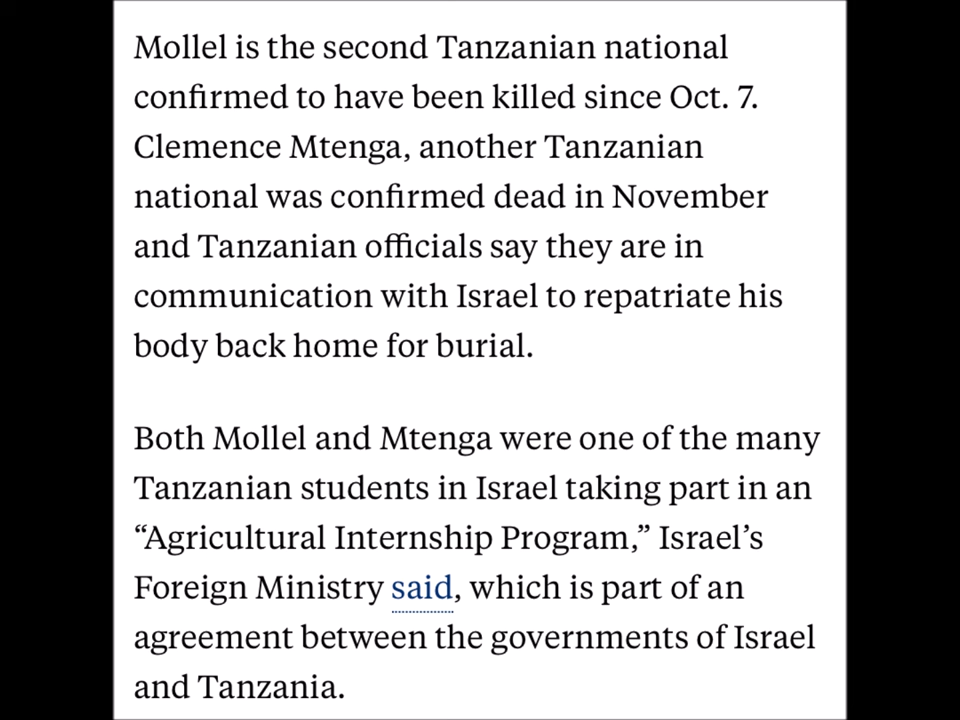 Mollel is the second Tanzanian national
confirmed to have been killed since Oct. 7.
Clemence Mtenga, another Tanzanian
national was confirmed dead in November
and Tanzanian officials say they are in
communication with Israel to repatriate his
body back home for burial.
Both Mollel and Mtenga were one of the many
Tanzanian students in Israel taking part in an
“Agricultural Internship Program,” Israel’s
Foreign Ministry said, which is part of an
agreement between the governments of Israel
and Tanzania.